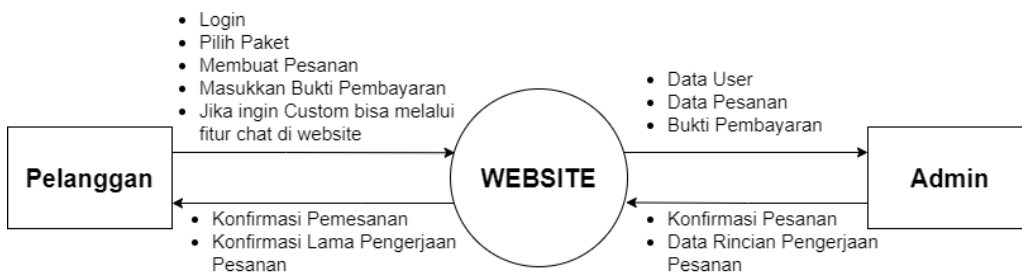 • Login
• Pilih Paket
• Membuat Pesanan
• Masukkan Bukti Pembayaran
• Jika ingin Custom bisa melalui
fitur chat di website
• Data User
• Data Pesanan
• Bukti Pembayaran
Pelanggan
WEBSITE
Admin
• Konfirmasi Pemesanan
• Konfirmasi Lama Pengerjaan
Pesanan
• Konfirmasi Pesanan
• Data Rincian Pengerjaan
Pesanan